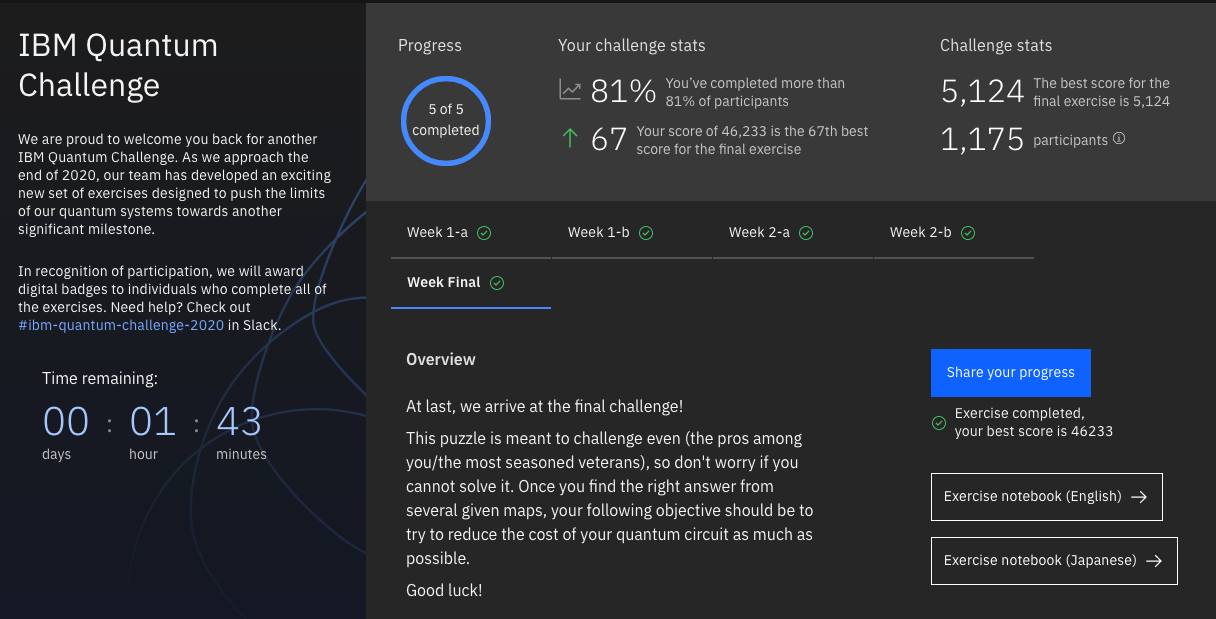 IBM Quantum
Challenge
We are proud to welcome you back for another
IBM Quantum Challenge. As we approach the
end of 2020, our team has developed an exciting
new set of exercises designed to push the limits
of our quantum systems towards another
significant milestone.
In recognition of participation, we will award
digital badges to individuals who complete all of
the exercises. Need help? Check out
#ibm-quantum-challenge-2020 in Slack.
Time remaining:
00 : 01 : 43
days hour minutes
Progress
5 of 5
completed
Your challenge stats
81% You’ve completed more than
81% of participants
67 Your score of 46,233 is the 67th best
score for the final exercise
Challenge stats
5,124 The best score for the
final exercise is 5,124
1,175 participants
Week 1-a
Week 1-b
Week 2-a
Week 2-b
Week Final
Overview
At last, we arrive at the final challenge!
This puzzle is meant to challenge even (the pros among
you/the most seasoned veterans), so don't worry if you
cannot solve it. Once you find the right answer from
several given maps, your following objective should be to
try to reduce the cost of your quantum circuit as much as
possible.
Good luck!
Share your progress
Exercise completed,
your best score is 46233
Exercise notebook (English)
Exercise notebook (Japanese)